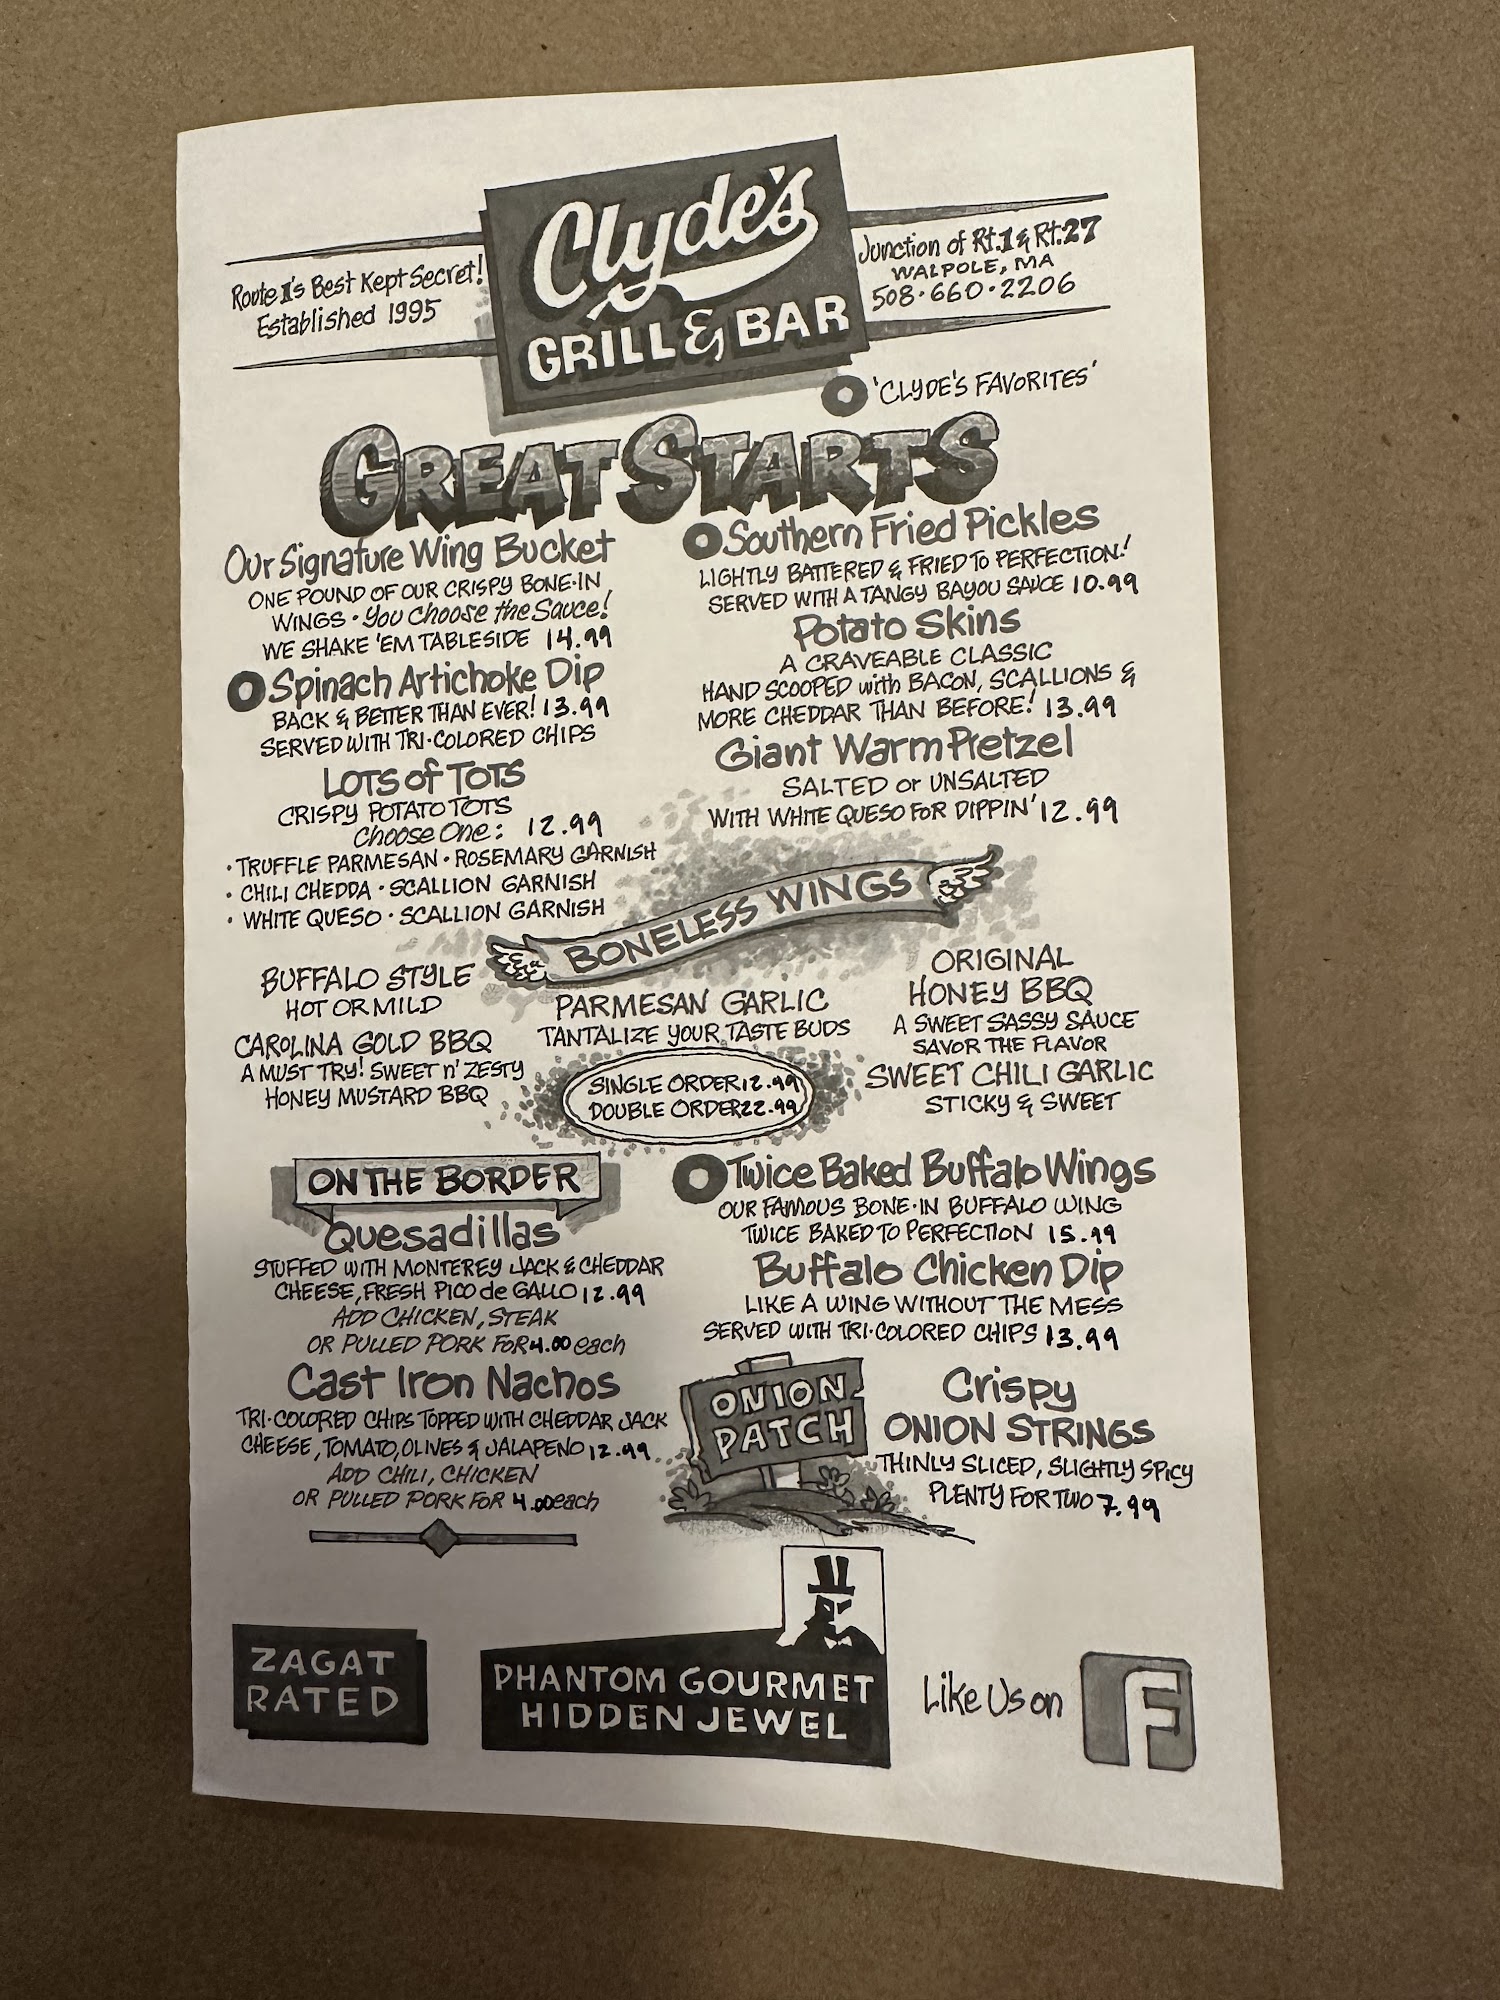 Clyde's
GRILL & BAR
Route 1's Best Kept Secret!
Established 1995
Junction of Rt.1 & Rt.27
WALPOLE, MA
508·660·2206
'CLYDE'S FAVORITES'
GREAT STARTS
Our Signature Wing Bucket
ONE POUND OF OUR CRISPY BONE·IN
WINGS · You Choose the Sauce!
WE SHAKE 'EM TABLESIDE 14.99
Spinach Artichoke Dip
BACK & BETTER THAN EVER! 13.99
SERVED WITH TRI·COLORED CHIPS
LOTS of TOTS
CRISPY POTATO TOTS
Choose One: 12.99
· TRUFFLE PARMESAN · ROSEMARY GARNISH
· CHILI CHEDDA · SCALLION GARNISH
· WHITE QUESO · SCALLION GARNISH
Southern Fried Pickles
LIGHTLY BATTERED & FRIED TO PERFECTION!
SERVED WITH A TANGY BAYOU SAUCE 10.99
Potato Skins
A CRAVEABLE CLASSIC
HAND SCOOPED with BACON, SCALLIONS &
MORE CHEDDAR THAN BEFORE! 13.99
Giant Warm Pretzel
SALTED or UNSALTED
WITH WHITE QUESO FOR DIPPIN' 12.99
BONELESS WINGS
BUFFALO STYLE
HOT OR MILD
CAROLINA GOLD BBQ
A MUST TRY! SWEET n' ZESTY
HONEY MUSTARD BBQ
PARMESAN GARLIC
TANTALIZE YOUR TASTE BUDS
SINGLE ORDER 12.99
DOUBLE ORDER 22.99
ORIGINAL
HONEY BBQ
A SWEET SASSY SAUCE
SAVOR THE FLAVOR
SWEET CHILI GARLIC
STICKY & SWEET
ON THE BORDER
Quesadillas
STUFFED WITH MONTEREY JACK & CHEDDAR
CHEESE, FRESH PICO de GALLO 12.99
ADD CHICKEN, STEAK
OR PULLED PORK FOR 4.00 each
Cast Iron Nachos
TRI·COLORED CHIPS TOPPED WITH CHEDDAR JACK
CHEESE, TOMATO, OLIVES & JALAPENO 12.99
ADD CHILI, CHICKEN
OR PULLED PORK FOR 4.00 each
Twice Baked Buffalo Wings
OUR FAMOUS BONE·IN BUFFALO WING
TWICE BAKED TO PERFECTION 15.99
Buffalo Chicken Dip
LIKE A WING WITHOUT THE MESS
SERVED WITH TRI·COLORED CHIPS 13.99
ONION
PATCH
Crispy
ONION STRINGS
THINLY SLICED, SLIGHTLY SPICY
PLENTY FOR TWO 7.99
ZAGAT
RATED
PHANTOM GOURMET
HIDDEN JEWEL
Like Us on
F